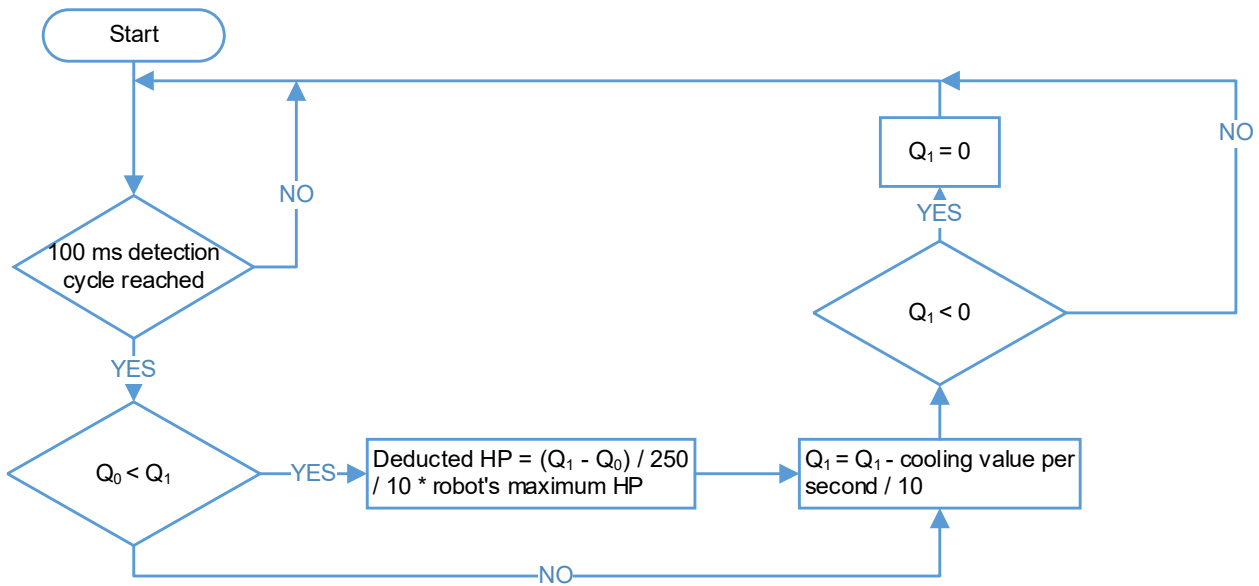 Start
NO
Q₁ = 0
NO
YES
100 ms detection
cycle reached
Q₁ < 0
YES
Q₀ < Q₁
YES
Deducted HP = (Q₁ - Q₀) / 250
/ 10 * robot's maximum HP
Q₁ = Q₁ - cooling value per
second / 10
NO